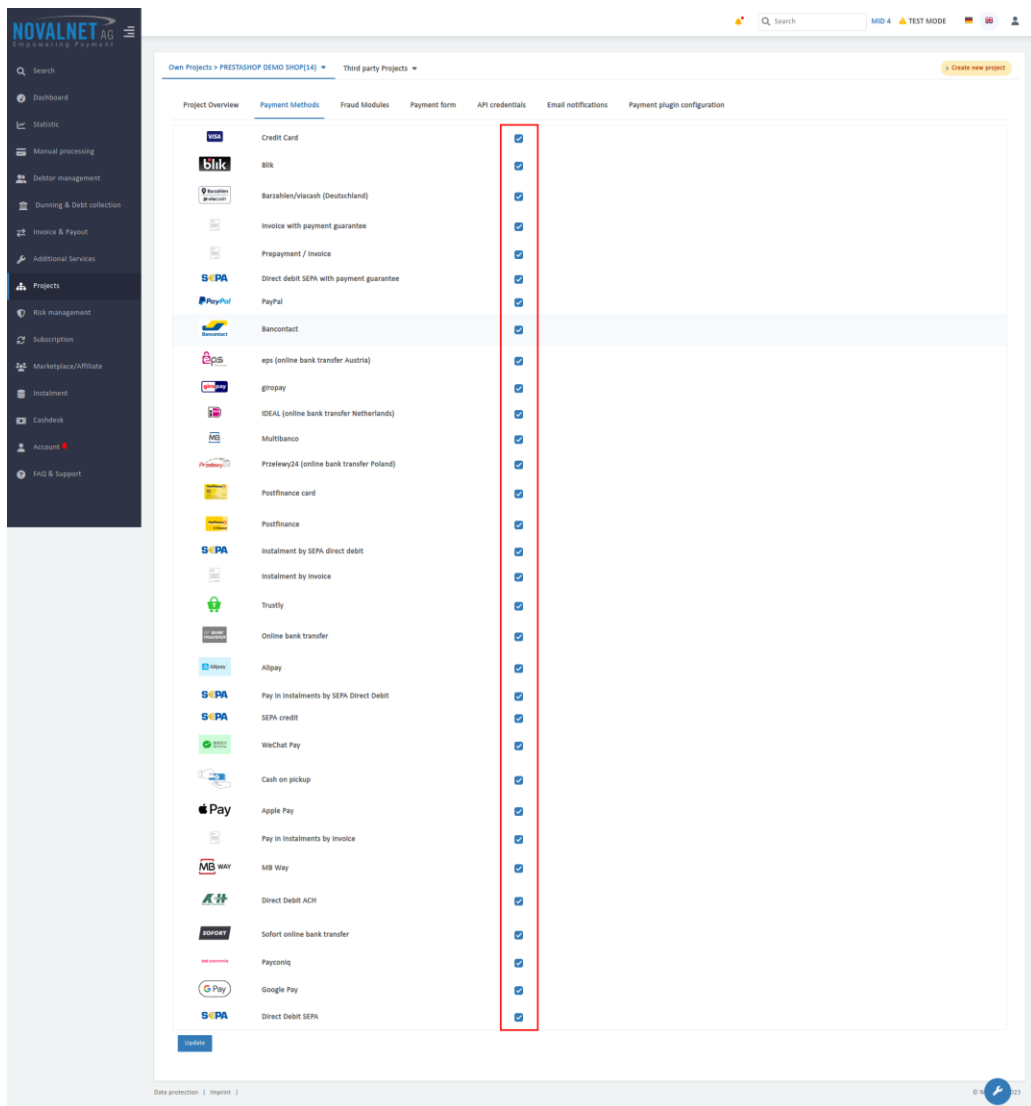 NOVALNET AG
Empowering Payment
Search
MID 4 TEST MODE
Search
Dashboard
Statistic
Manual processing
Debtor management
Dunning & Debt collection
Invoice & Payout
Additional Services
Projects
Risk management
Subscription
Marketplace/Affiliate
Instalment
Cashdesk
Account
FAQ & Support
Own Projects > PRESTASHOP DEMO SHOP(14) Third party Projects
Create new project
Project Overview Payment Methods Fraud Modules Payment form API credentials Email notifications Payment plugin configuration
VISA Credit Card
blik Blik
Barzahlen viacash Barzahlen/viacash (Deutschland)
Invoice with payment guarantee
Prepayment / Invoice
SEPA Direct debit SEPA with payment guarantee
PayPal PayPal
Bancontact Bancontact
eps eps (online bank transfer Austria)
giropay giropay
iDEAL (online bank transfer Netherlands)
MB Multibanco
Przelewy24 Przelewy24 (online bank transfer Poland)
Postfinance card
Postfinance
SEPA Instalment by SEPA direct debit
Instalment by Invoice
Trustly
BANK TRANSFER Online bank transfer
Alipay Alipay
SEPA Pay in Instalments by SEPA Direct Debit
SEPA SEPA credit
WeChat Pay
Cash on pickup
Pay Apple Pay
Pay in Instalments by Invoice
MB WAY MB Way
ACH Direct Debit ACH
SOFORT Sofort online bank transfer
Payconiq
G Pay Google Pay
SEPA Direct Debit SEPA
Update
Data protection | Imprint |
© N 023